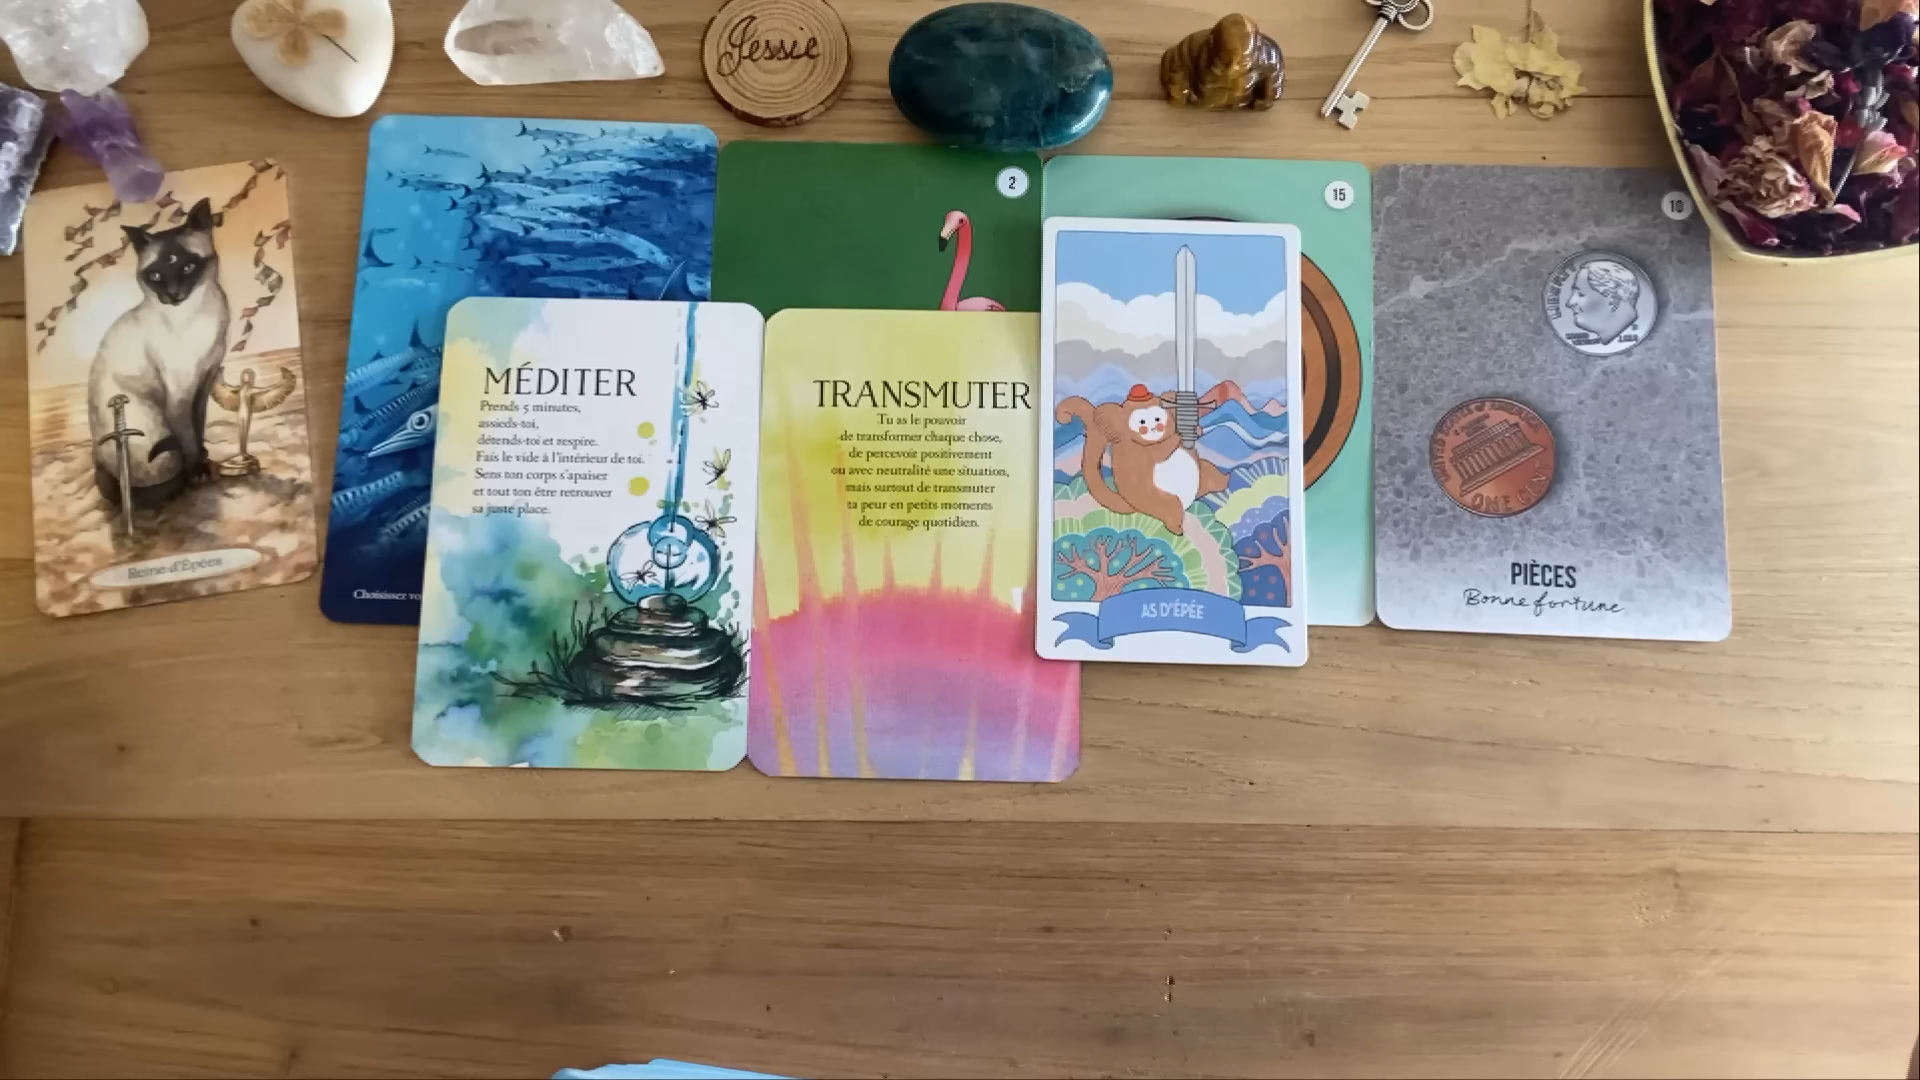 Jessie
2
15
10
Reine d'Épées
Choisissez vo
MÉDITER
Prends 5 minutes,
assieds-toi,
détends-toi et respire.
Fais le vide à l'intérieur de toi.
Sens ton corps s'apaiser
et tout ton être retrouver
sa juste place.
TRANSMUTER
Tu as le pouvoir
de transformer chaque chose,
de percevoir positivement
ou avec neutralité une situation,
mais surtout de transmuter
ta peur en petits moments
de courage quotidien.
AS D'ÉPÉE
ONE CENT
PIÈCES
Bonne fortune